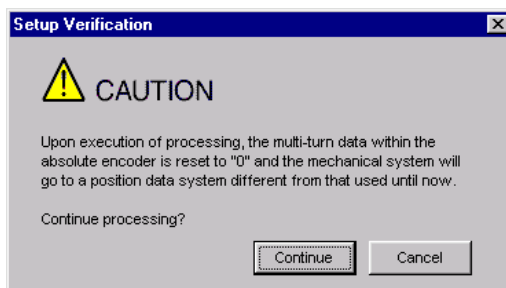 Setup Verification
CAUTION
Upon execution of processing, the multi-turn data within the
absolute encoder is reset to "0" and the mechanical system will
go to a position data system different from that used until now.
Continue processing?
Continue Cancel